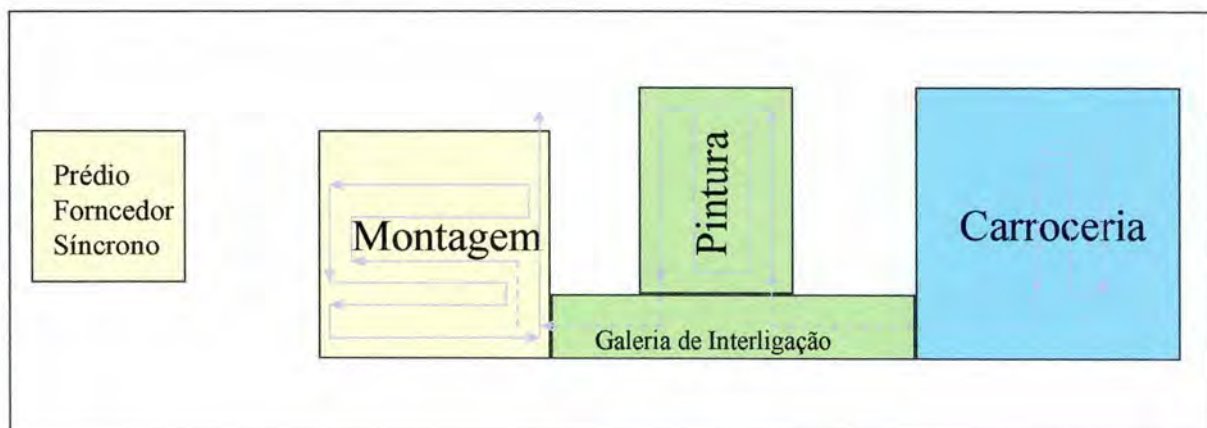 Prédio
Forncedor
Síncrono
Montagem
Pintura
Carroceria
Galeria de Interligação